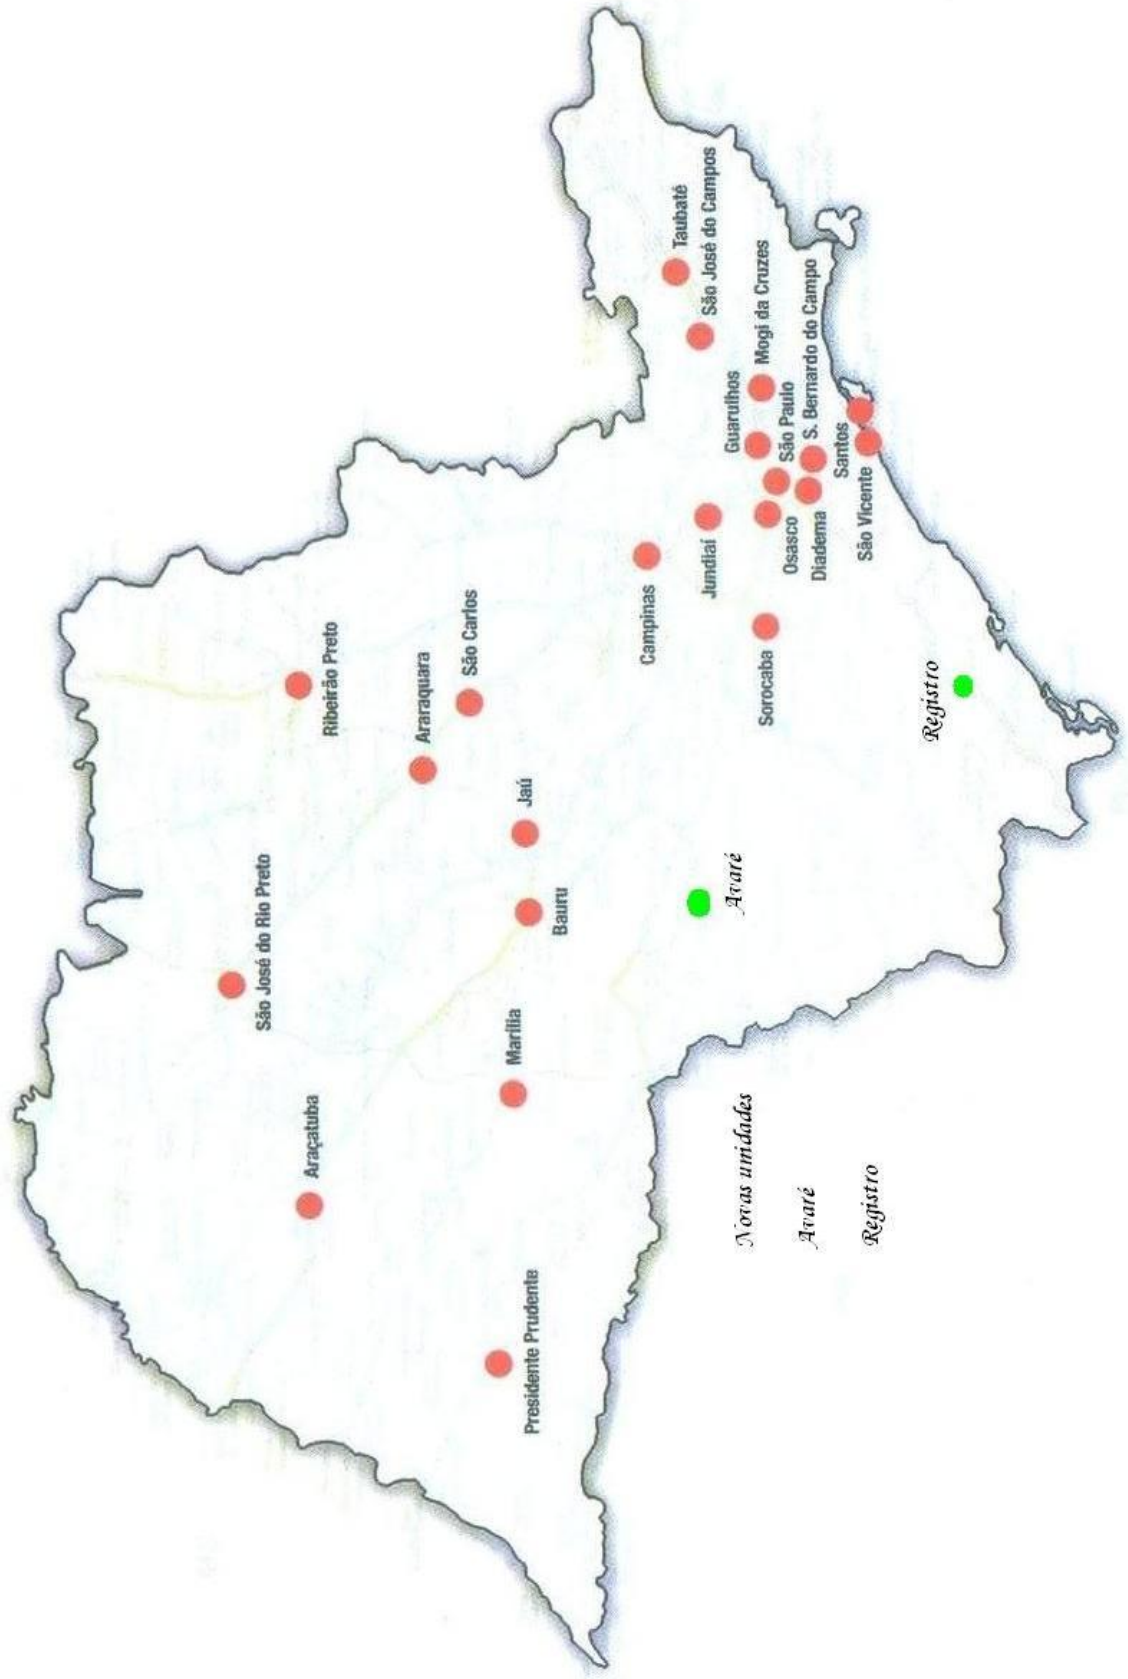 São José do Rio Preto
Ribeirão Preto
Araçatuba
Araraquara
São Carlos
Presidente Prudente
Marília
Bauru
Jaú
Campinas
Taubaté
São José do Campos
Jundiaí
Guarulhos
Mogi da Cruzes
Sorocaba
Osasco
São Paulo
Diadema
S. Bernardo do Campo
Santos
São Vicente
Avaré
Registro
Novas unidades
Avaré
Registro